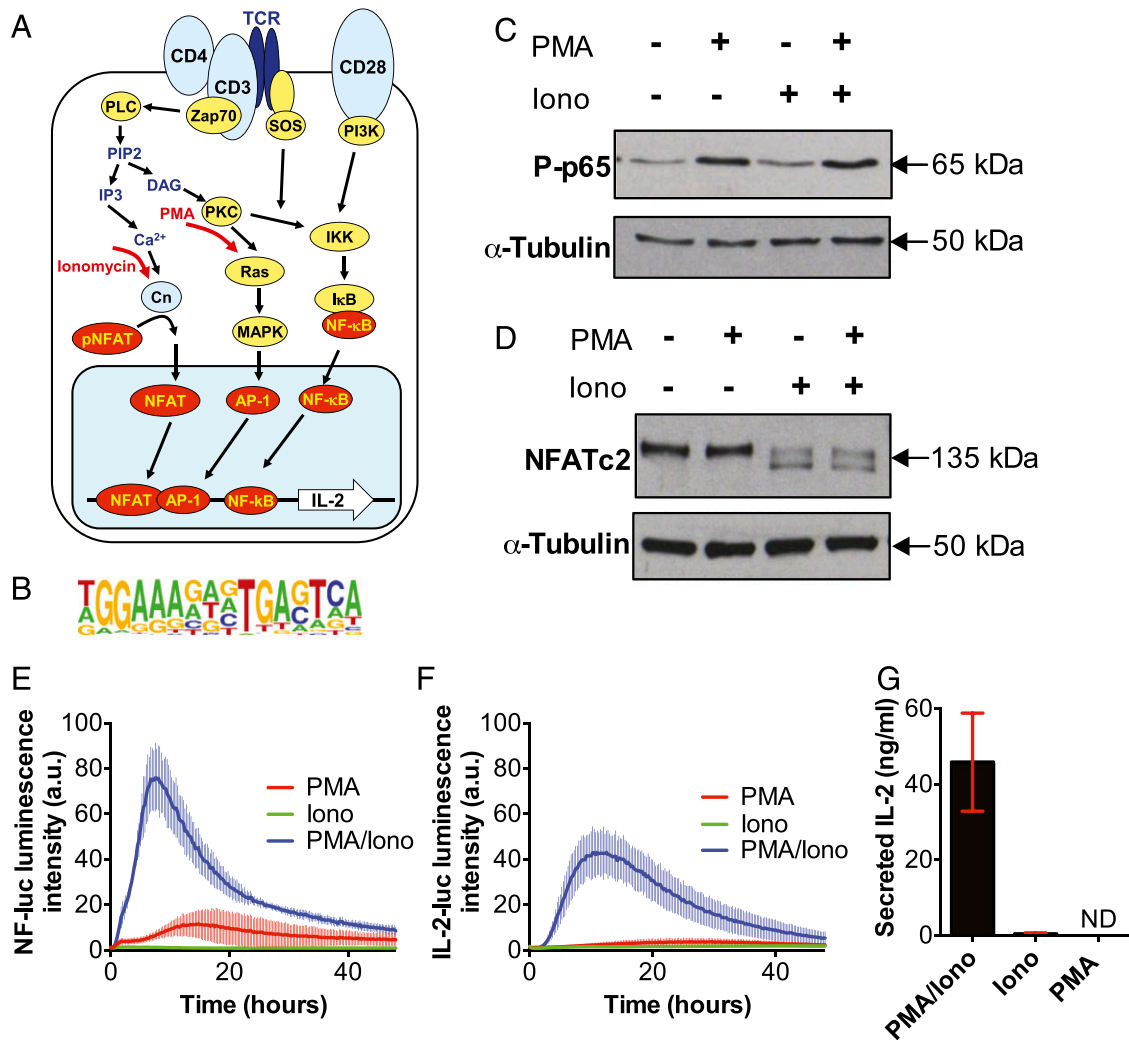 A
TCR
CD4
CD3
CD28
PLC
Zap70
SOS
PI3K
PIP2
DAG
IP3
PMA
PKC
Ca2+
IKK
Ionomycin
Ras
Cn
IκB
NF-κB
pNFAT
MAPK
NFAT
AP-1
NF-κB
NFAT
AP-1
NF-kB
IL-2
B
TGGAAAGAGTGAGTCA
C
PMA - + - +
Iono - - + +
P-p65
65 kDa
α-Tubulin
50 kDa
D
PMA - + - +
Iono - - + +
NFATc2
135 kDa
α-Tubulin
50 kDa
E
NF-luc luminescence
intensity (a.u.)
100
80
60
40
20
0
PMA
Iono
PMA/Iono
0 20 40
Time (hours)
F
IL-2-luc luminescence
intensity (a.u.)
100
80
60
40
20
0
PMA
Iono
PMA/Iono
0 20 40
Time (hours)
G
Secreted IL-2 (ng/ml)
60
40
20
0
ND
PMA/Iono
Iono
PMA